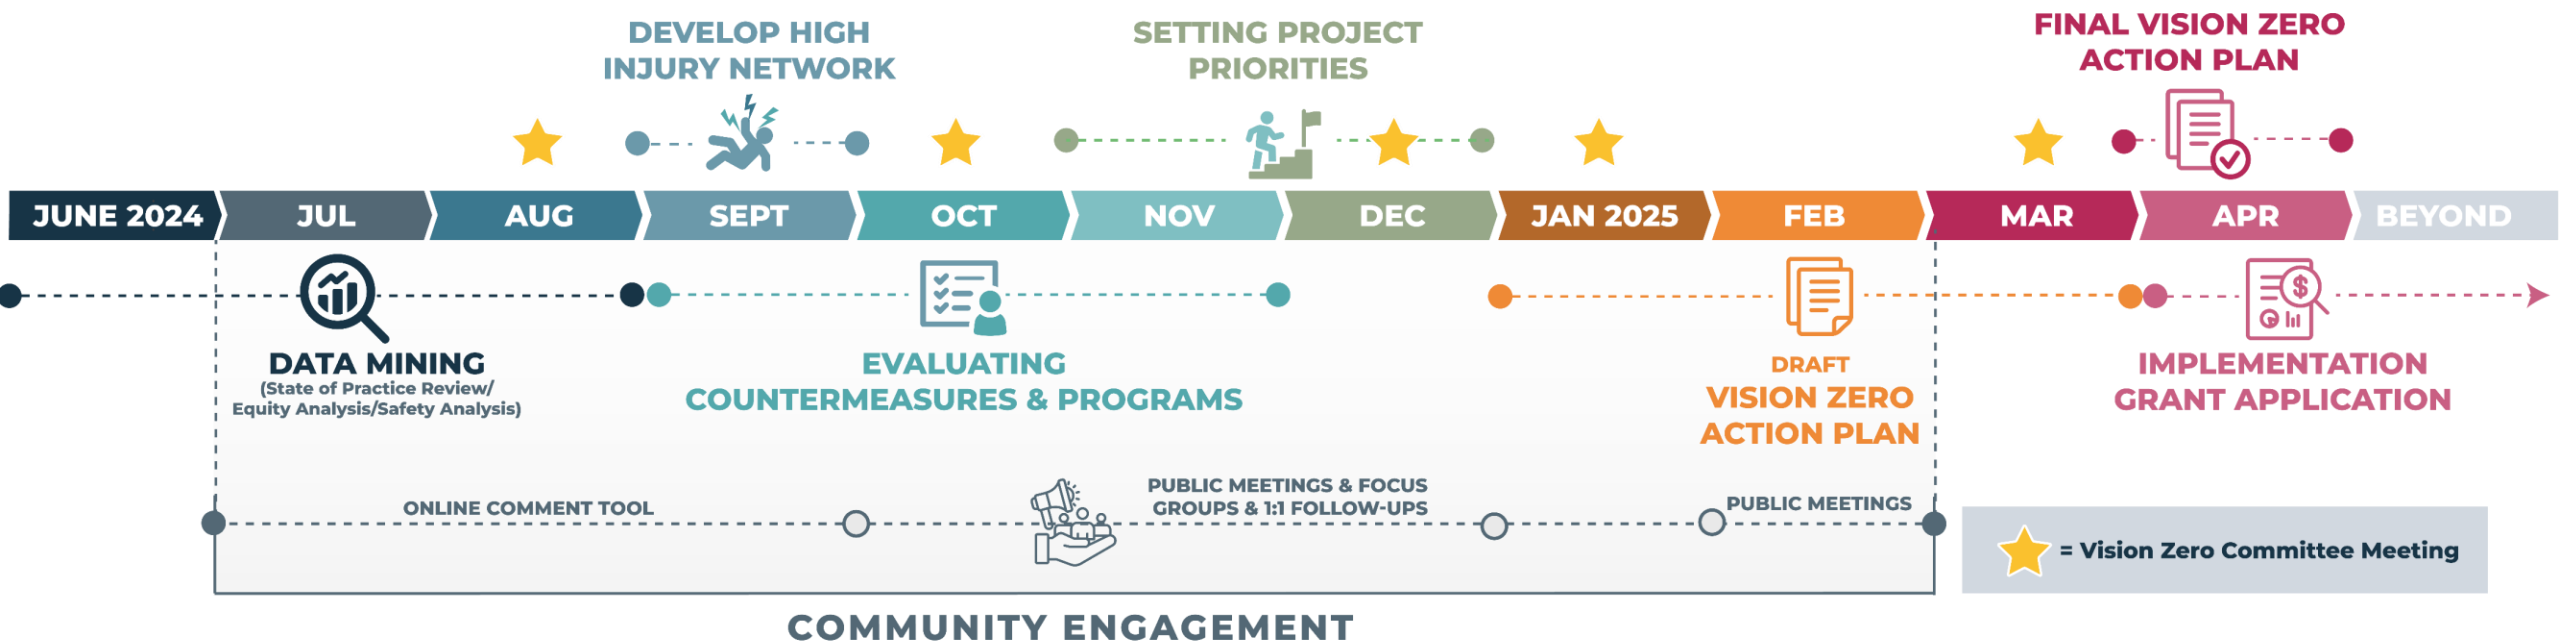 DEVELOP HIGH
INJURY NETWORK
SETTING PROJECT
PRIORITIES
FINAL VISION ZERO
ACTION PLAN
JUNE 2024
JUL
AUG
SEPT
OCT
NOV
DEC
JAN 2025
FEB
MAR
APR
BEYOND
DATA MINING
(State of Practice Review/
Equity Analysis/Safety Analysis)
EVALUATING
COUNTERMEASURES & PROGRAMS
DRAFT
VISION ZERO
ACTION PLAN
$
IMPLEMENTATION
GRANT APPLICATION
ONLINE COMMENT TOOL
PUBLIC MEETINGS & FOCUS
GROUPS & 1:1 FOLLOW-UPS
PUBLIC MEETINGS
= Vision Zero Committee Meeting
COMMUNITY ENGAGEMENT